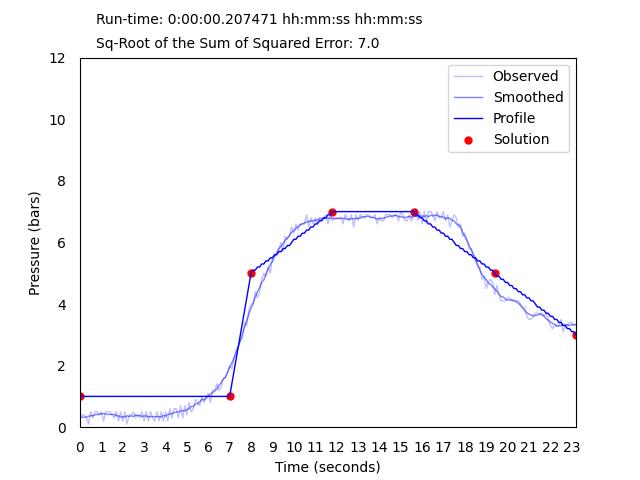 Run-time: 0:00:00.207471 hh:mm:ss hh:mm:ss
Sq-Root of the Sum of Squared Error: 7.0
12
10
8
6
4
2
0
Pressure (bars)
Observed
Smoothed
Profile
Solution
0 1 2 3 4 5 6 7 8 9 10 11 12 13 14 15 16 17 18 19 20 21 22 23
Time (seconds)